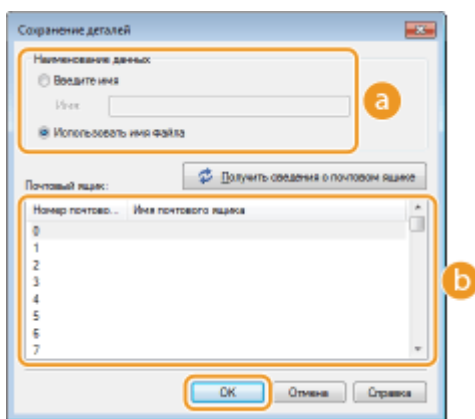 Сохранение деталей
Наименование данных
Введите имя
Имя
Использовать имя файла
a
Получить сведения о почтовом ящике
Почтовый ящик:
Номер почтово... Имя почтового ящика
0
1
2
3
4
5
6
7
b
OK Отмена Справка